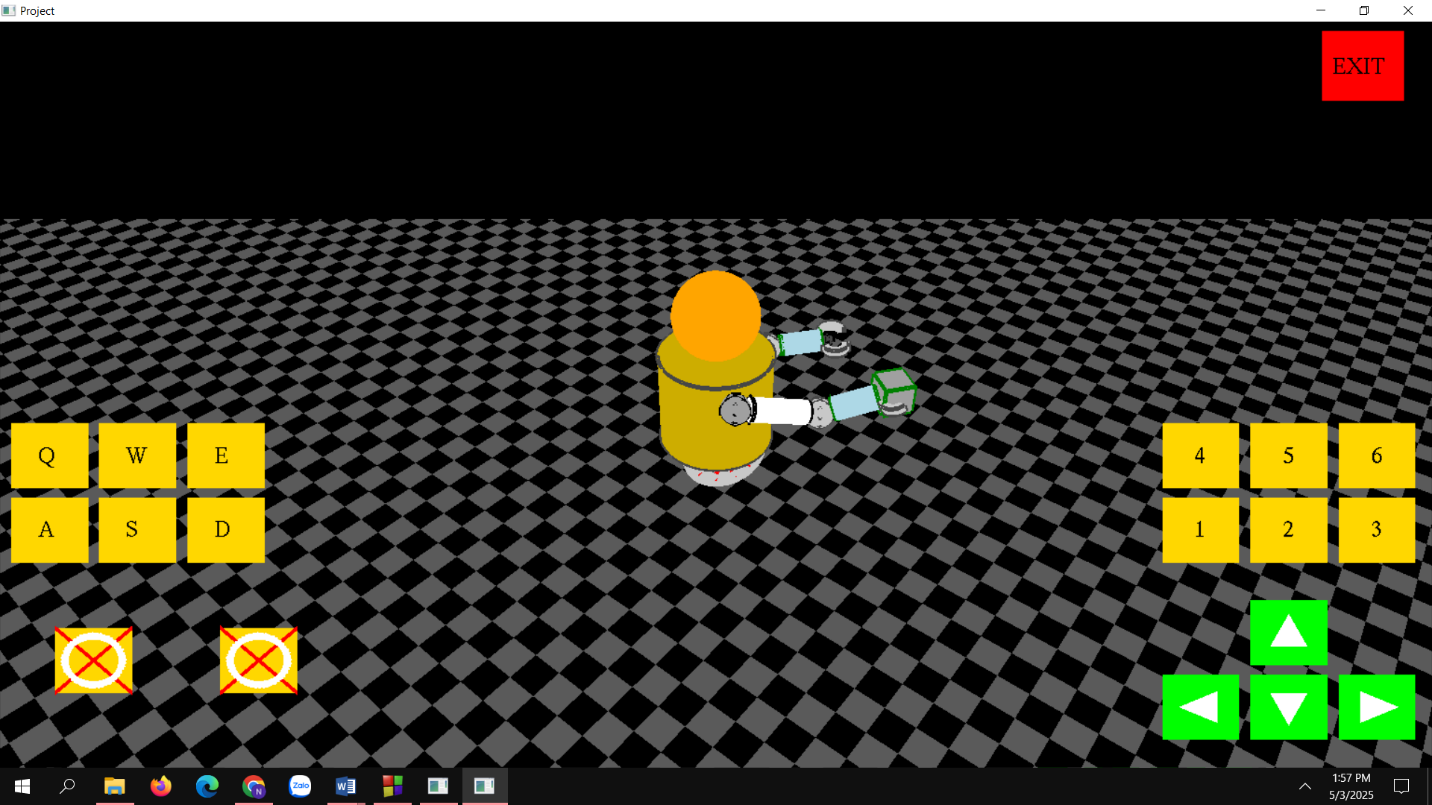 Project
EXIT
Q W E
4 5 6
A S D
1 2 3
Zalo
W
N
1:57 PM
5/3/2025